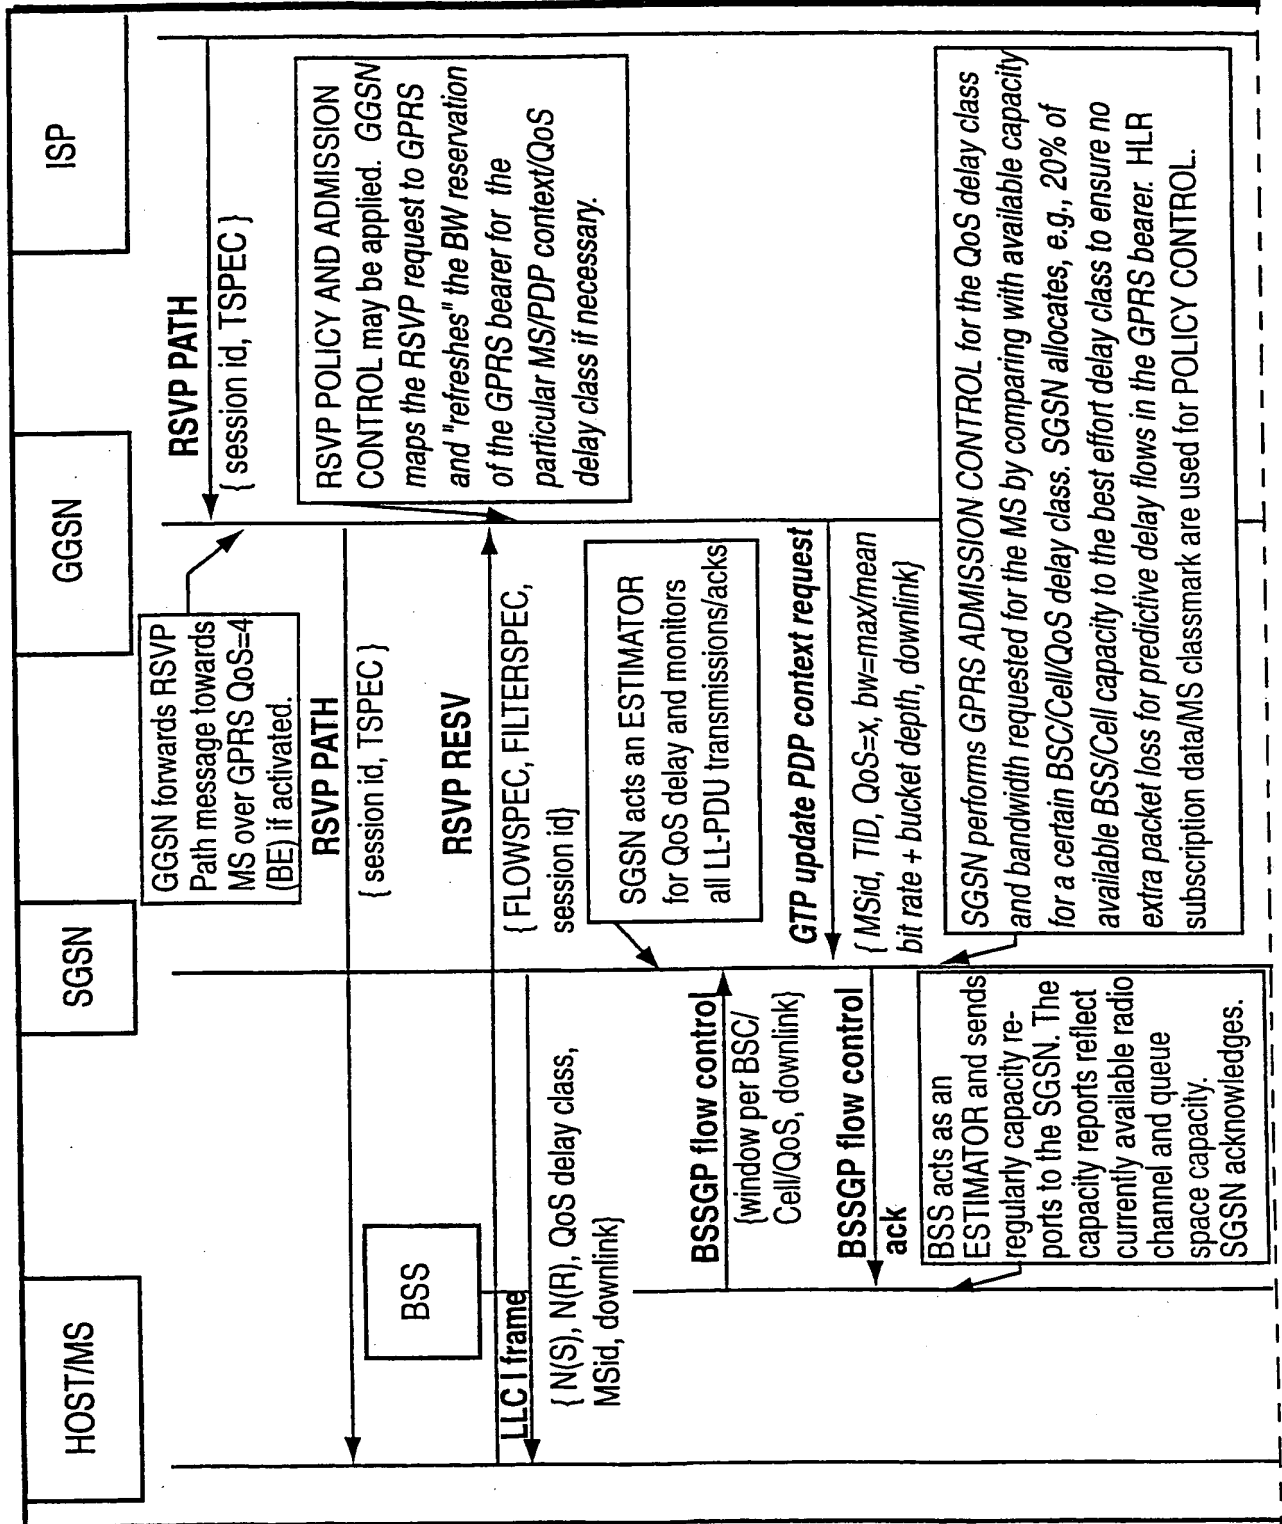 HOST/MS
SGSN
GGSN
ISP
BSS
RSVP PATH
{ session id, TSPEC }
GGSN forwards RSVP
Path message towards
MS over GPRS QoS=4
(BE) if activated.
RSVP PATH
{ session id, TSPEC }
RSVP POLICY AND ADMISSION
CONTROL may be applied. GGSN
maps the RSVP request to GPRS
and "refreshes" the BW reservation
of the GPRS bearer for the
particular MS/PDP context/QoS
delay class if necessary.
RSVP RESV
{ FLOWSPEC, FILTERSPEC,
session id}
LLC I frame
{ N(S), N(R), QoS delay class,
MSid, downlink}
SGSN acts an ESTIMATOR
for QoS delay and monitors
all LL-PDU transmissions/acks
BSSGP flow control
{window per BSC/
Cell/QoS, downlink}
GTP update PDP context request
{ MSid, TID, QoS=x, bw=max/mean
bit rate + bucket depth, downlink}
BSSGP flow control
ack
BSS acts as an
ESTIMATOR and sends
regularly capacity re-
ports to the SGSN. The
capacity reports reflect
currently available radio
channel and queue
space capacity.
SGSN acknowledges.
SGSN performs GPRS ADMISSION CONTROL for the QoS delay class
and bandwidth requested for the MS by comparing with available capacity
for a certain BSC/Cell/QoS delay class. SGSN allocates, e.g., 20% of
available BSS/Cell capacity to the best effort delay class to ensure no
extra packet loss for predictive delay flows in the GPRS bearer. HLR
subscription data/MS classmark are used for POLICY CONTROL.